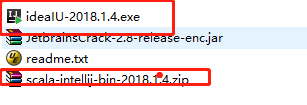 ideaIU-2018.1.4.exe
JetbrainsCrack-2.8-release-enc.jar
readme.txt
scala-intellij-bin-2018.1.4.zip